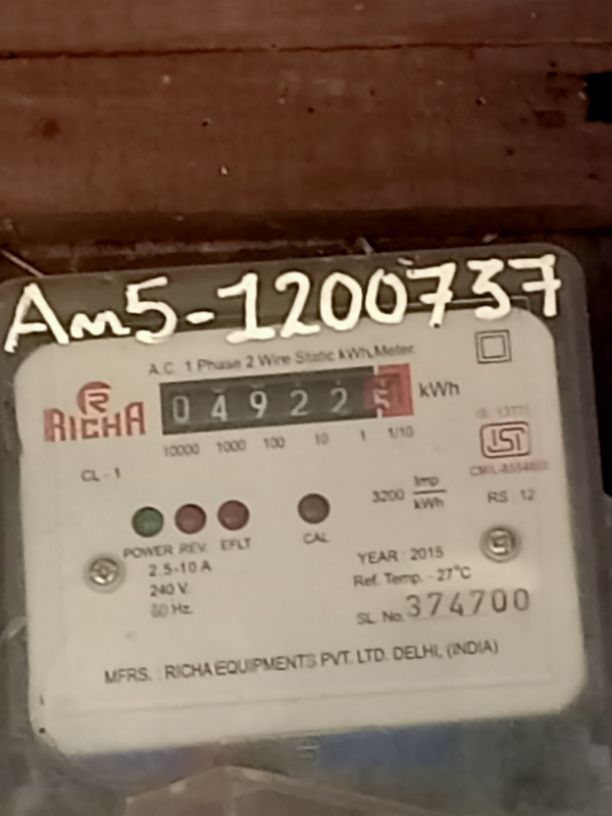 Am5-1200737
A.C. 1 Phase 2 Wire Static kWh.Meter
RICHA
0 4 9 2 2 5 kWh
10000 1000 100 10 1 1/10
CL - 1
3200 Imp/kWh
RS 12
POWER REV. EFLT CAL
2.5-10 A
240 V.
50 Hz.
YEAR : 2015
Ref. Temp. - 27°C
SL. No. 374700
MFRS. : RICHA EQUIPMENTS PVT. LTD. DELHI, (INDIA)